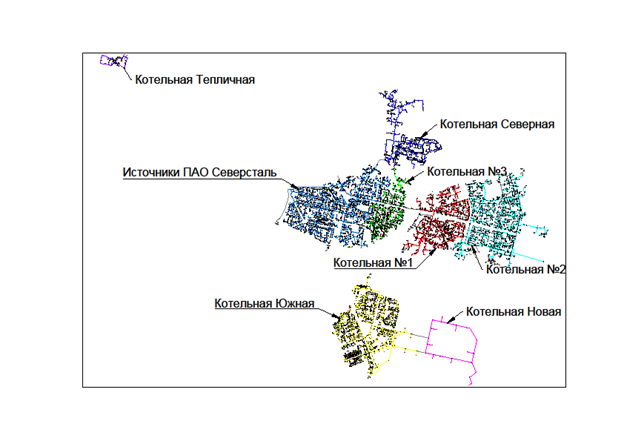 Котельная Тепличная
Котельная Северная
Источники ПАО Северсталь
Котельная №3
Котельная №1
Котельная №2
Котельная Южная
Котельная Новая